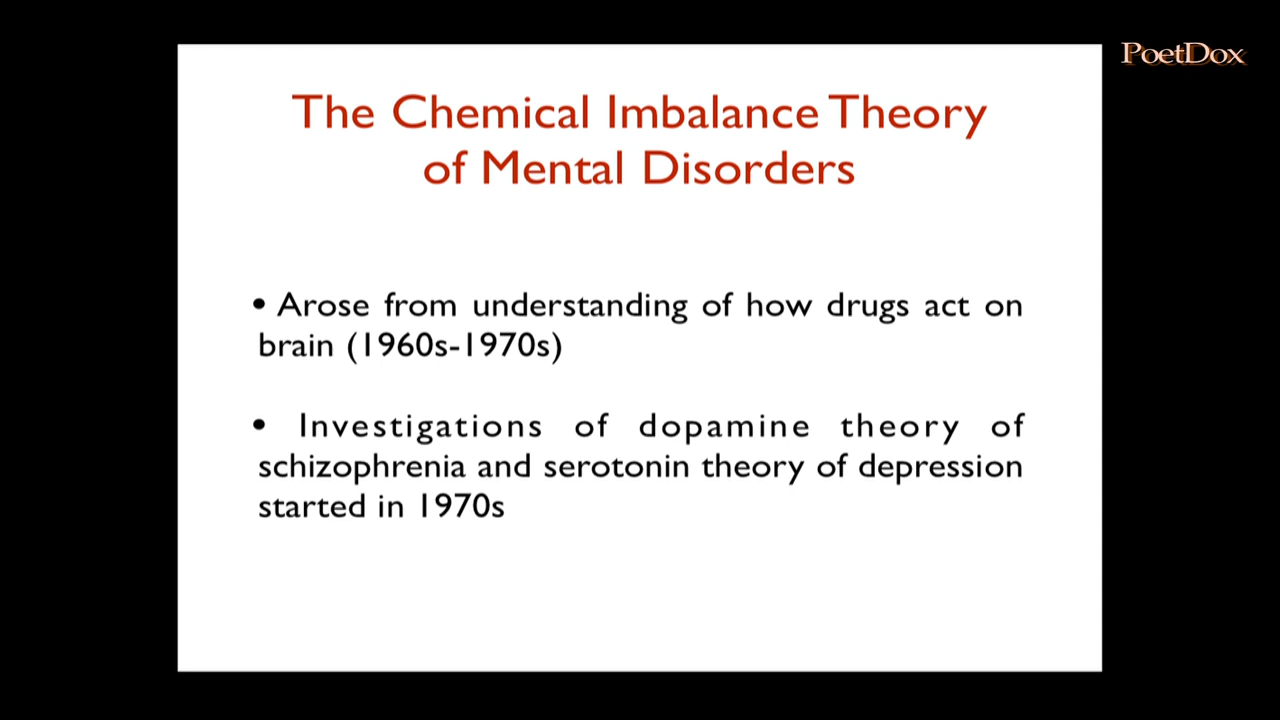 PoetDox
The Chemical Imbalance Theory
of Mental Disorders
• Arose from understanding of how drugs act on
brain (1960s-1970s)
• Investigations of dopamine theory of
schizophrenia and serotonin theory of depression
started in 1970s